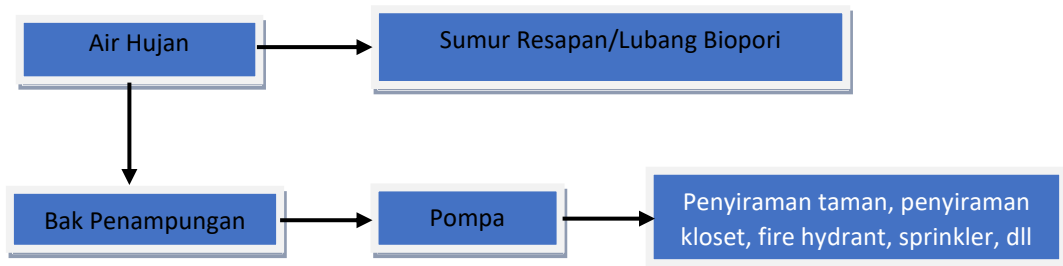 Air Hujan
Sumur Resapan/Lubang Biopori
Bak Penampungan
Pompa
Penyiraman taman, penyiraman
kloset, fire hydrant, sprinkler, dll